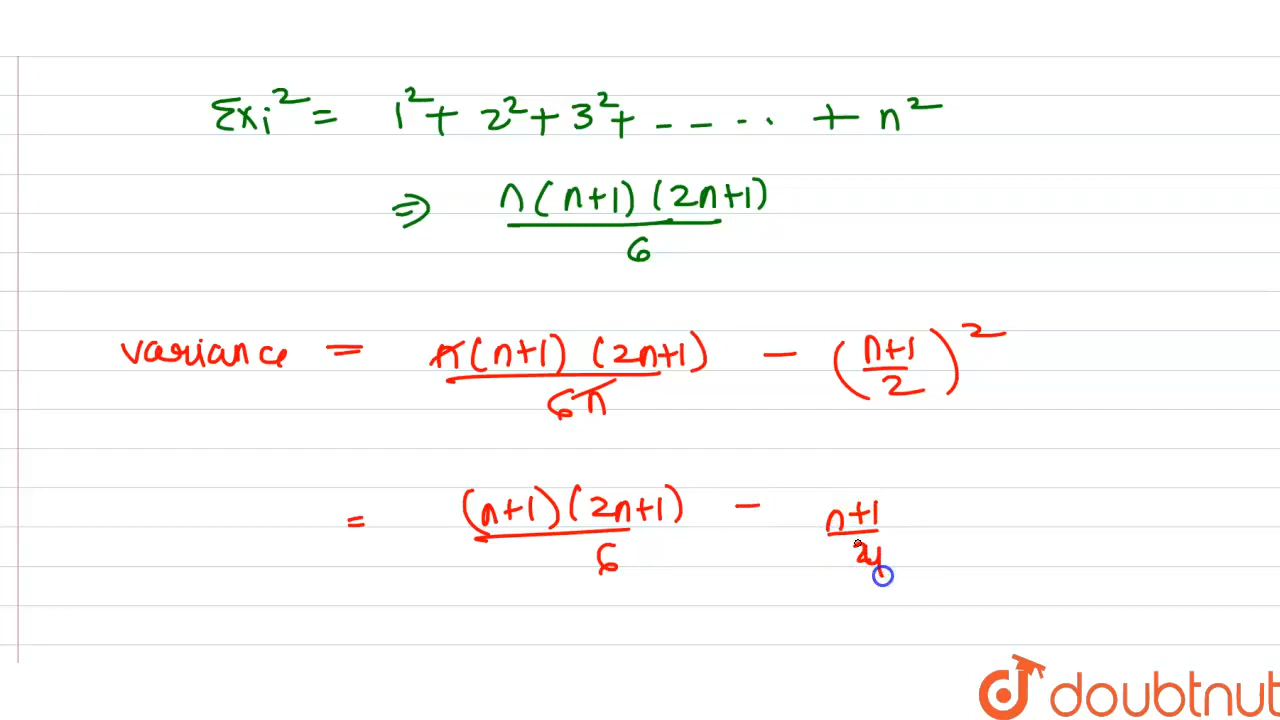 Σxi² = 1² + 2² + 3² + - - - · · + n²
⇒ n(n+1)(2n+1) / 6
variance = n(n+1)(2n+1) / 6n - ((n+1)/2)²
= (n+1)(2n+1) / 6 - (n+1) /
doubtnut